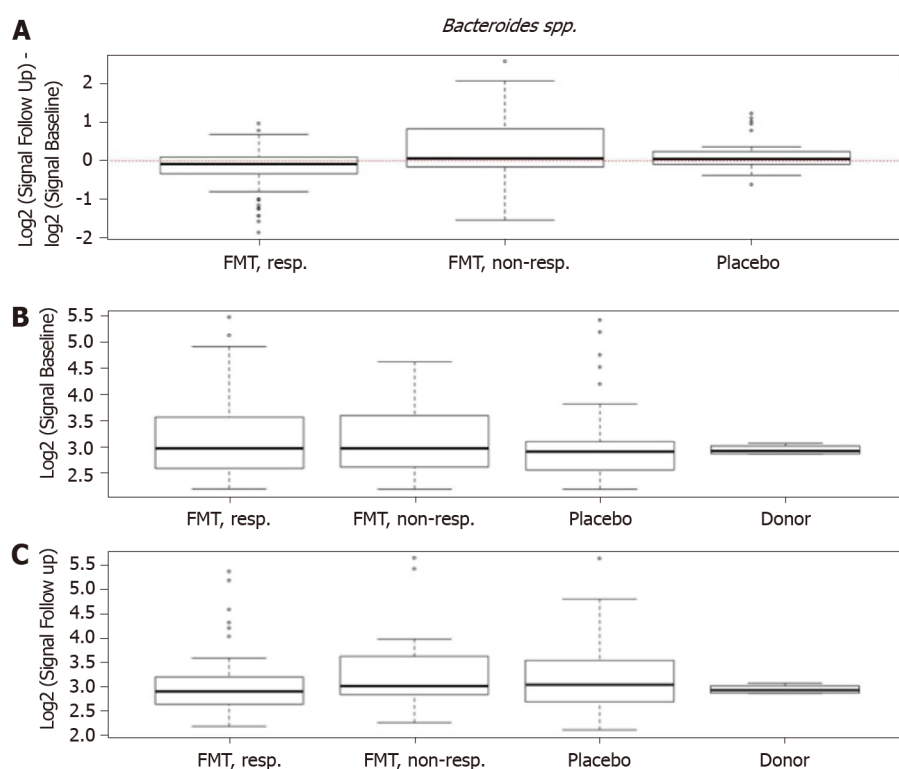 Bacteroides spp.
A
Log2 (Signal Follow Up) -
log2 (Signal Baseline)
2
1
0
-1
-2
FMT, resp. FMT, non-resp. Placebo
B
Log2 (Signal Baseline)
5.5
5.0
4.5
4.0
3.5
3.0
2.5
FMT, resp. FMT, non-resp. Placebo Donor
C
Log2 (Signal Follow up)
5.5
5.0
4.5
4.0
3.5
3.0
2.5
2.0
FMT, resp. FMT, non-resp. Placebo Donor